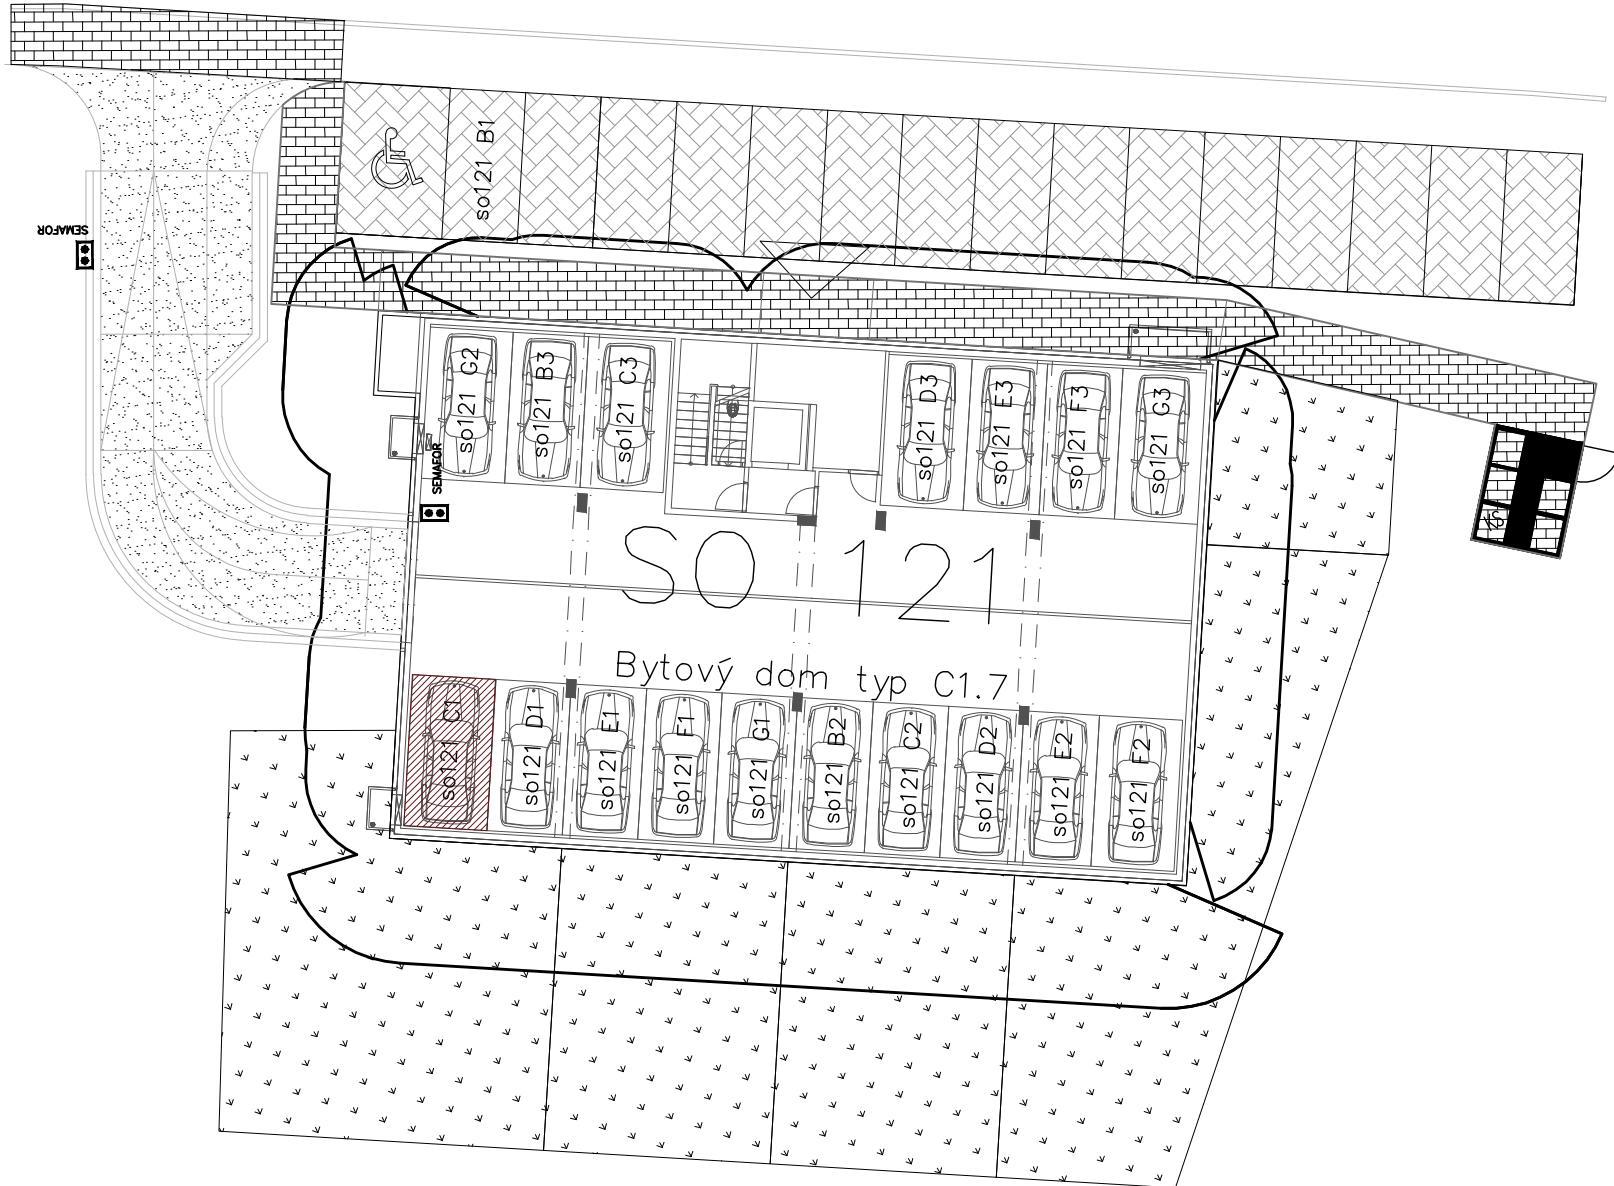 so121 B1
SEMAFOR
so121 G2
so121 B3
so121 C3
so121 D3
so121 E3
so121 F3
so121 G3
SEMAFOR
SO 121
Bytový dom typ C1.7
so121 C1
so121 D1
so121 E1
so121 F1
so121 G1
so121 B2
so121 C2
so121 D2
so121 E2
so121 F2